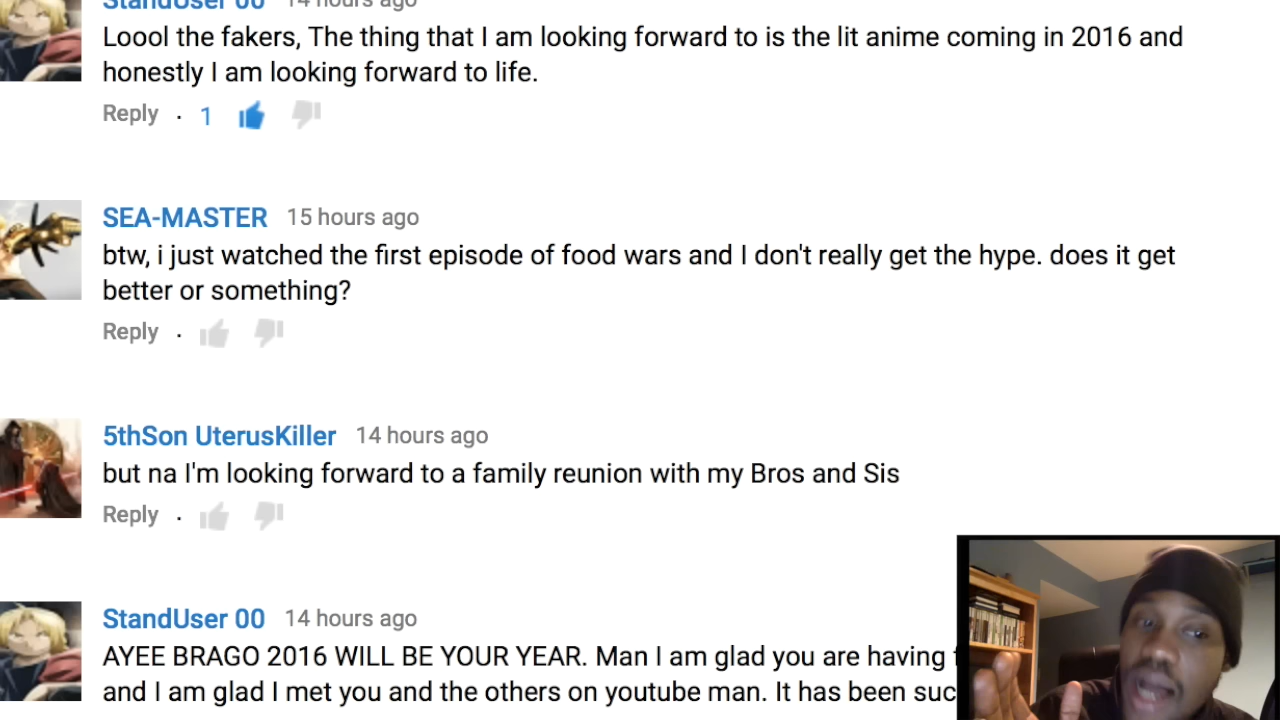 StandUser 00 14 hours ago
Loool the fakers, The thing that I am looking forward to is the lit anime coming in 2016 and
honestly I am looking forward to life.
Reply · 1
SEA-MASTER 15 hours ago
btw, i just watched the first episode of food wars and I don't really get the hype. does it get
better or something?
Reply ·
5thSon UterusKiller 14 hours ago
but na I'm looking forward to a family reunion with my Bros and Sis
Reply ·
StandUser 00 14 hours ago
AYEE BRAGO 2016 WILL BE YOUR YEAR. Man I am glad you are having
and I am glad I met you and the others on youtube man. It has been suc